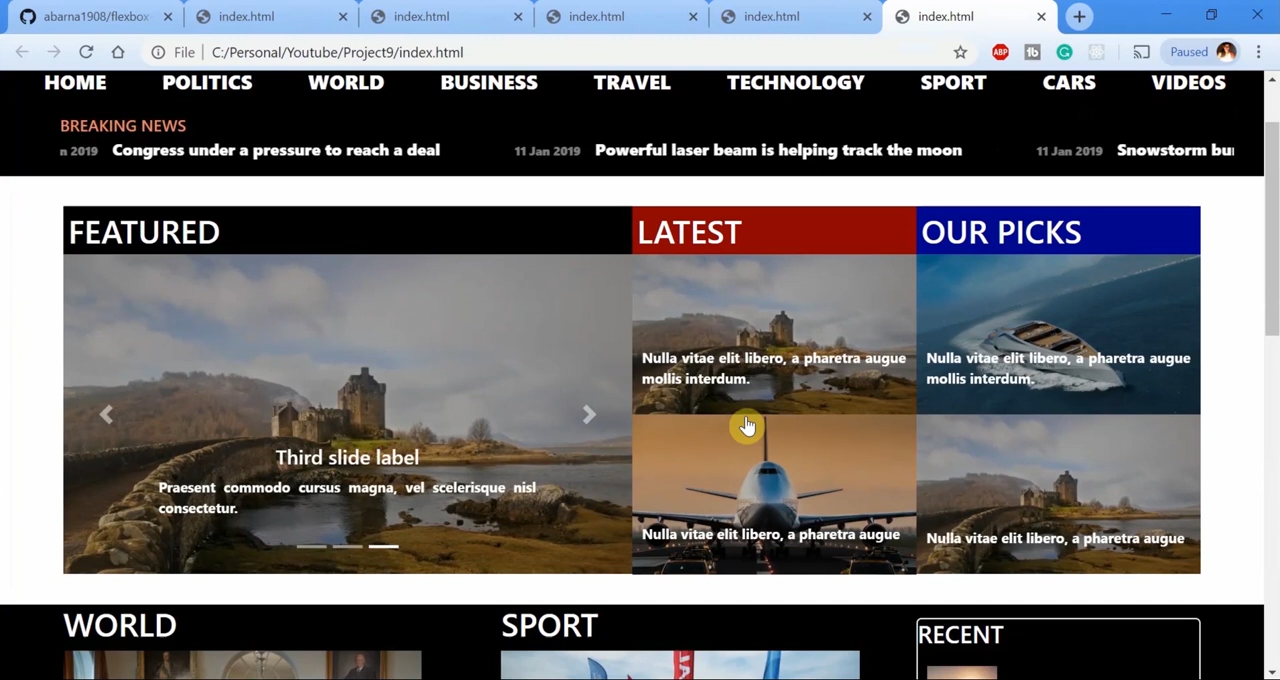 abarna1908/flexbox
index.html
index.html
index.html
index.html
index.html
File
C:/Personal/Youtube/Project9/index.html
ABP
Paused
HOME POLITICS WORLD BUSINESS TRAVEL TECHNOLOGY SPORT CARS VIDEOS
BREAKING NEWS
n 2019 Congress under a pressure to reach a deal 11 Jan 2019 Powerful laser beam is helping track the moon 11 Jan 2019 Snowstorm bu
FEATURED
Third slide label
Praesent commodo cursus magna, vel scelerisque nisl
consectetur.
LATEST
Nulla vitae elit libero, a pharetra augue
mollis interdum.
Nulla vitae elit libero, a pharetra augue
OUR PICKS
Nulla vitae elit libero, a pharetra augue
mollis interdum.
Nulla vitae elit libero, a pharetra augue
WORLD
SPORT
RECENT